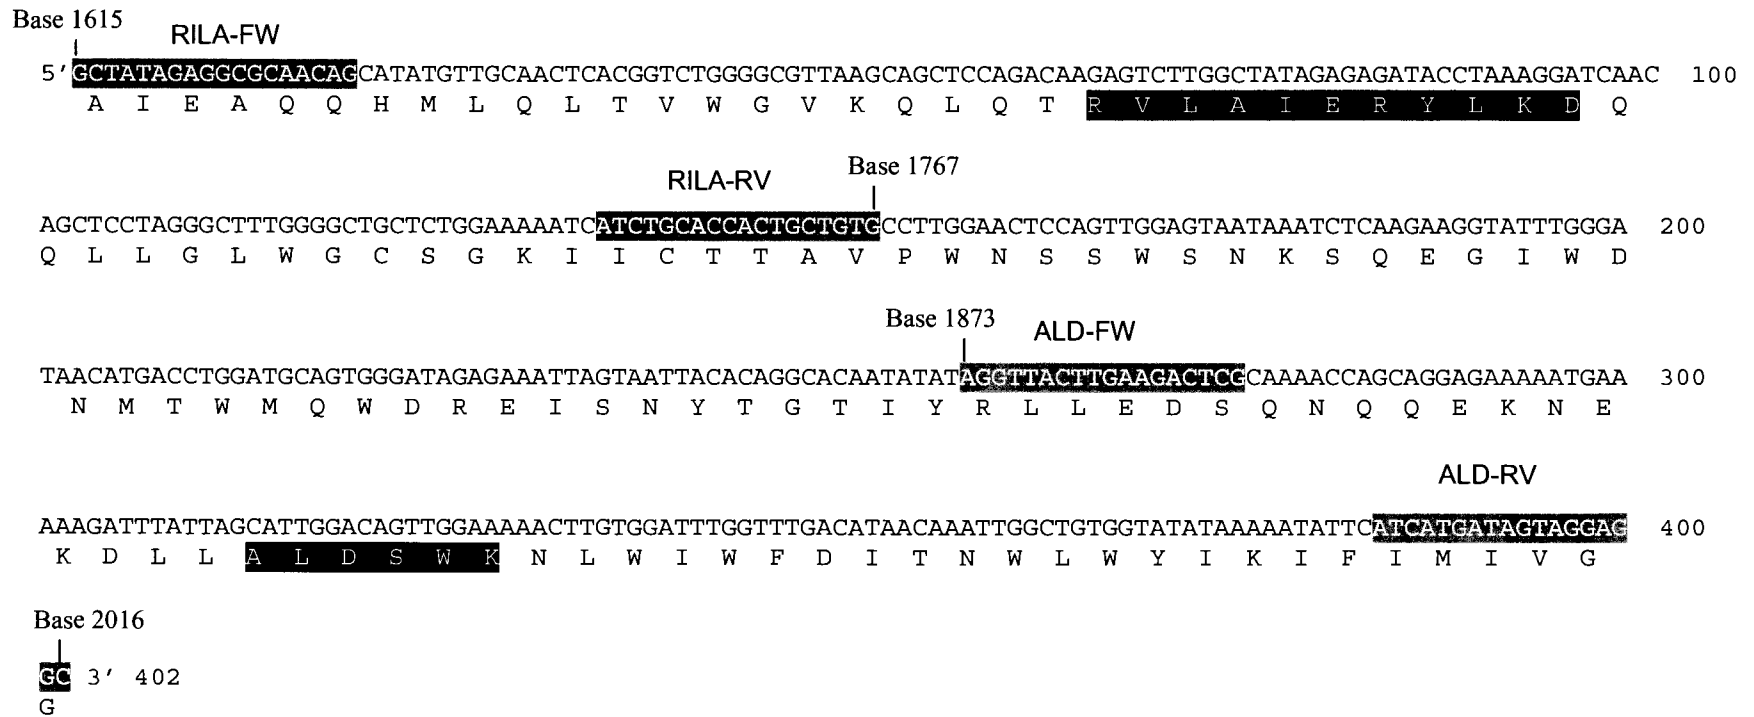 Base 1615
RILA-FW
5'GCTATAGAGGCGCAACAGCATATGTTGCAACTCACGGTCTGGGGCGTTAAGCAGCTCCAGACAAGAGTCTTGGCTATAGAGAGATACCTAAAGGATCAAC 100
A I E A Q Q H M L Q L T V W G V K Q L Q T R V L A I E R Y L K D Q
RILA-RV Base 1767
AGCTCCTAGGGCTTTGGGGCTGCTCTGGAAAAATCATCTGCACCACTGCTGTGCCTTGGAACTCCAGTTGGAGTAATAAATCTCAAGAAGGTATTTGGGA 200
Q L L G L W G C S G K I I C T T A V P W N S S W S N K S Q E G I W D
Base 1873 ALD-FW
TAACATGACCTGGATGCAGTGGGATAGAGAAATTAGTAATTACACAGGCACAATATATAGGTTACTTGAAGACTCGCAAAACCAGCAGGAGAAAAATGAA 300
N M T W M Q W D R E I S N Y T G T I Y R L L E D S Q N Q Q E K N E
ALD-RV
AAAGATTTATTAGCATTGGACAGTTGGAAAAACTTGTGGATTTGGTTTGACATAACAAATTGGCTGTGGTATATAAAAATATTCATCATGATAGTAGGAG 400
K D L L A L D S W K N L W I W F D I T N W L W Y I K I F I M I V G
Base 2016
GC 3' 402
G